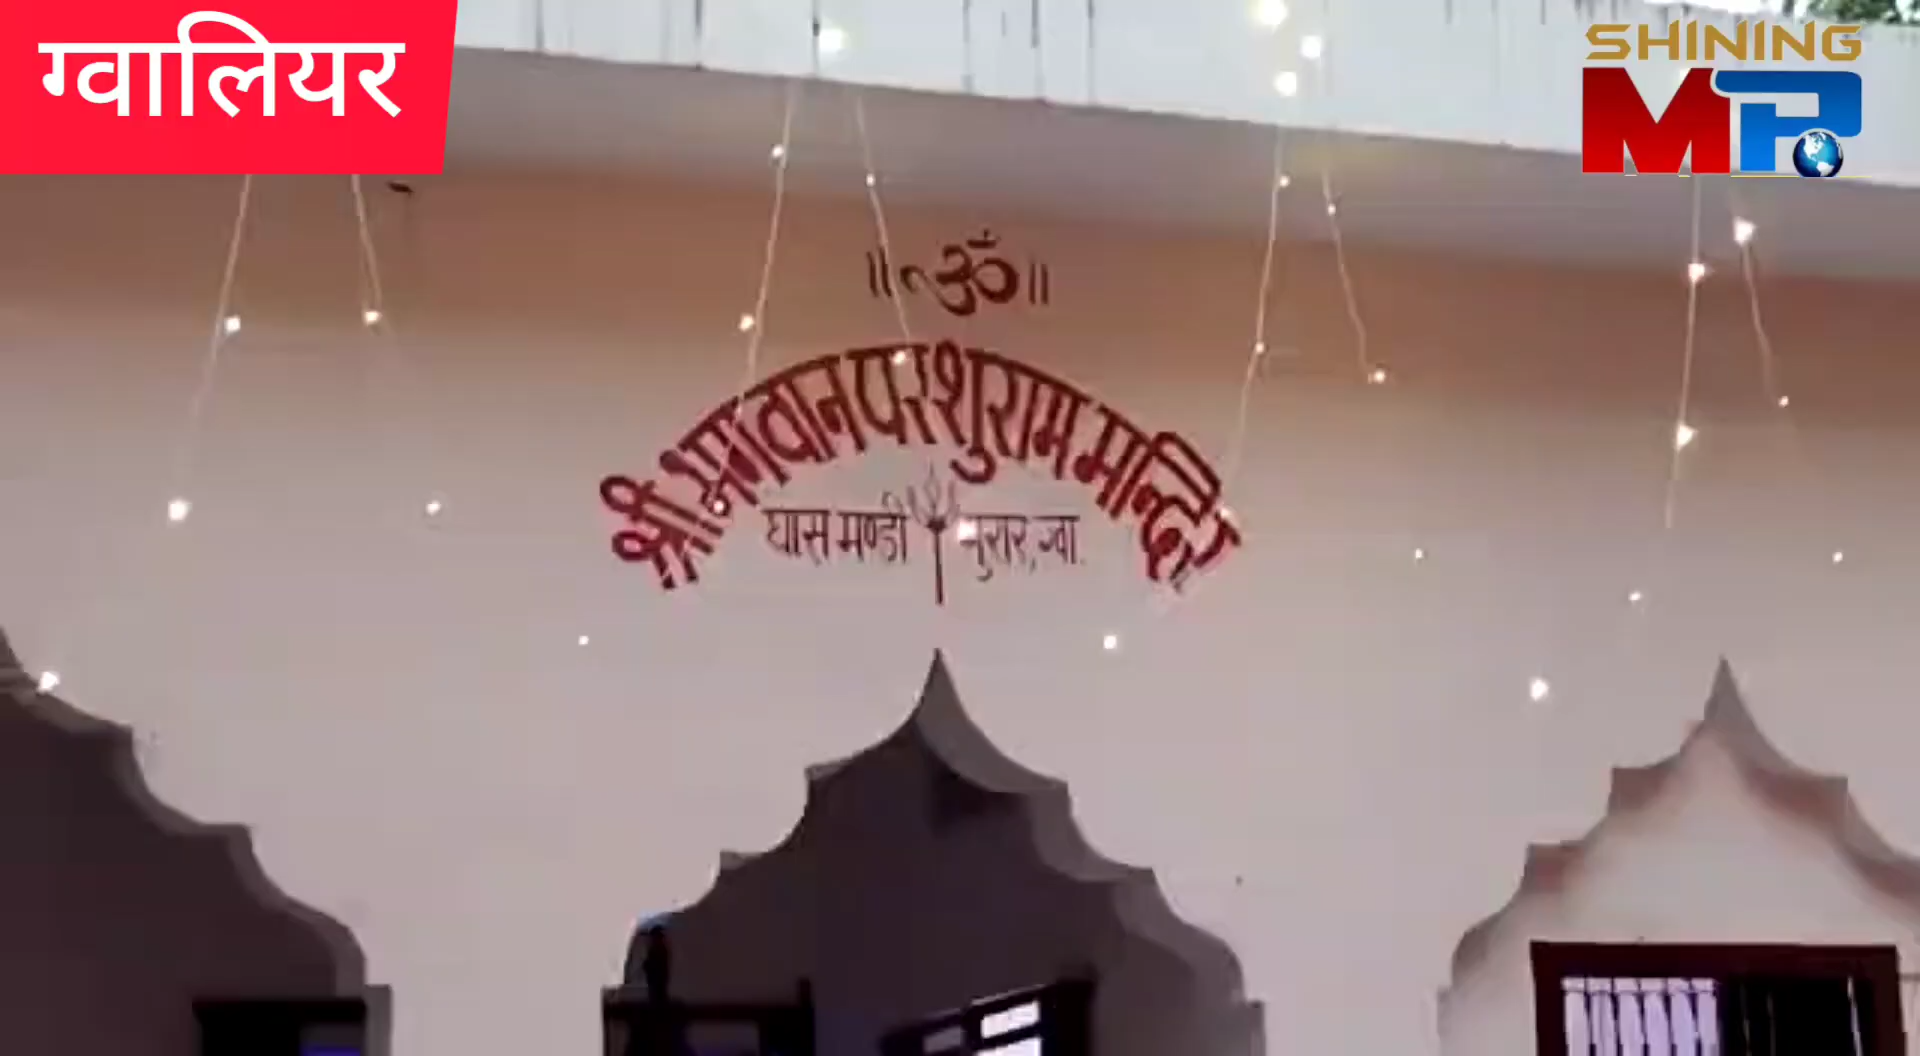 ग्वालियर
SHINING
MP
॥ ॐ ॥
श्री भगवान परशुराम मन्दिर
घास मण्डी मुरार, ग्वा.